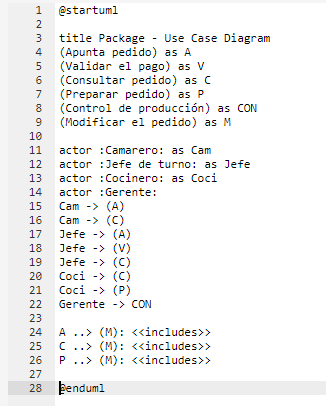 1 @startuml
2
3 title Package - Use Case Diagram
4 (Apunta pedido) as A
5 (Validar el pago) as V
6 (Consultar pedido) as C
7 (Preparar pedido) as P
8 (Control de producción) as CON
9 (Modificar el pedido) as M
10
11 actor :Camarero: as Cam
12 actor :Jefe de turno: as Jefe
13 actor :Cocinero: as Coci
14 actor :Gerente:
15 Cam -> (A)
16 Cam -> (C)
17 Jefe -> (A)
18 Jefe -> (V)
19 Jefe -> (C)
20 Coci -> (C)
21 Coci -> (P)
22 Gerente -> CON
23
24 A ..> (M): <<includes>>
25 C ..> (M): <<includes>>
26 P ..> (M): <<includes>>
27
28 @enduml